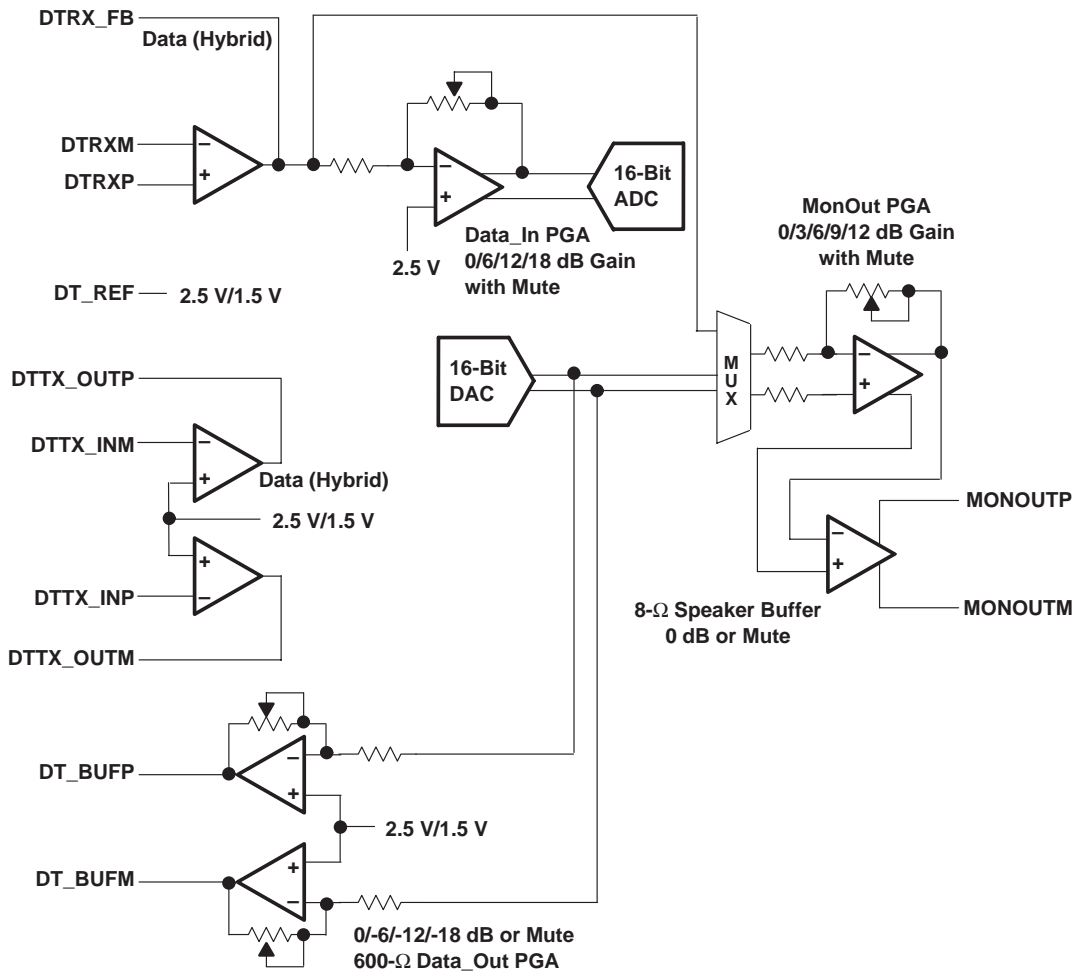 DTRX_FB
Data (Hybrid)
DTRXM
−
DTRXP
+
−
+
16-Bit
ADC
2.5 V
Data_In PGA
0/6/12/18 dB Gain
with Mute
MonOut PGA
0/3/6/9/12 dB Gain
with Mute
DT_REF
2.5 V/1.5 V
16-Bit
DAC
M
U
X
−
+
DTTX_OUTP
DTTX_INM
−
+
Data (Hybrid)
2.5 V/1.5 V
+
−
DTTX_INP
DTTX_OUTM
−
+
MONOUTP
MONOUTM
8-Ω Speaker Buffer
0 dB or Mute
DT_BUFP
−
+
2.5 V/1.5 V
DT_BUFM
+
−
0/-6/-12/-18 dB or Mute
600-Ω Data_Out PGA